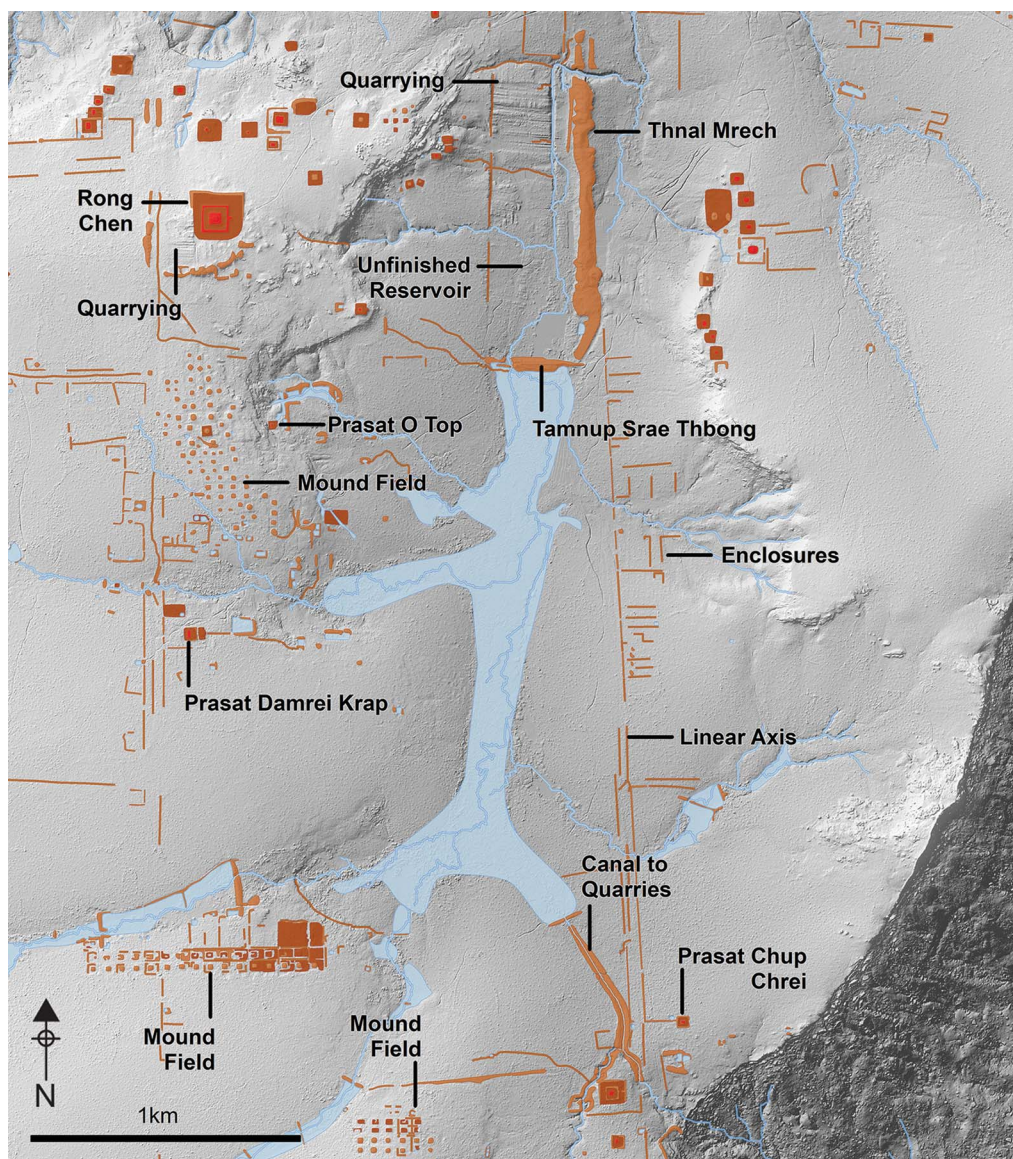 Quarrying
Thnal Mrech
Rong
Chen
Unfinished
Reservoir
Quarrying
Prasat O Top
Tamnup Srae Thbong
Mound Field
Enclosures
Prasat Damrei Krap
Linear Axis
Canal to
Quarries
Prasat Chup
Chrei
Mound
Field
Mound
Field
N
1km